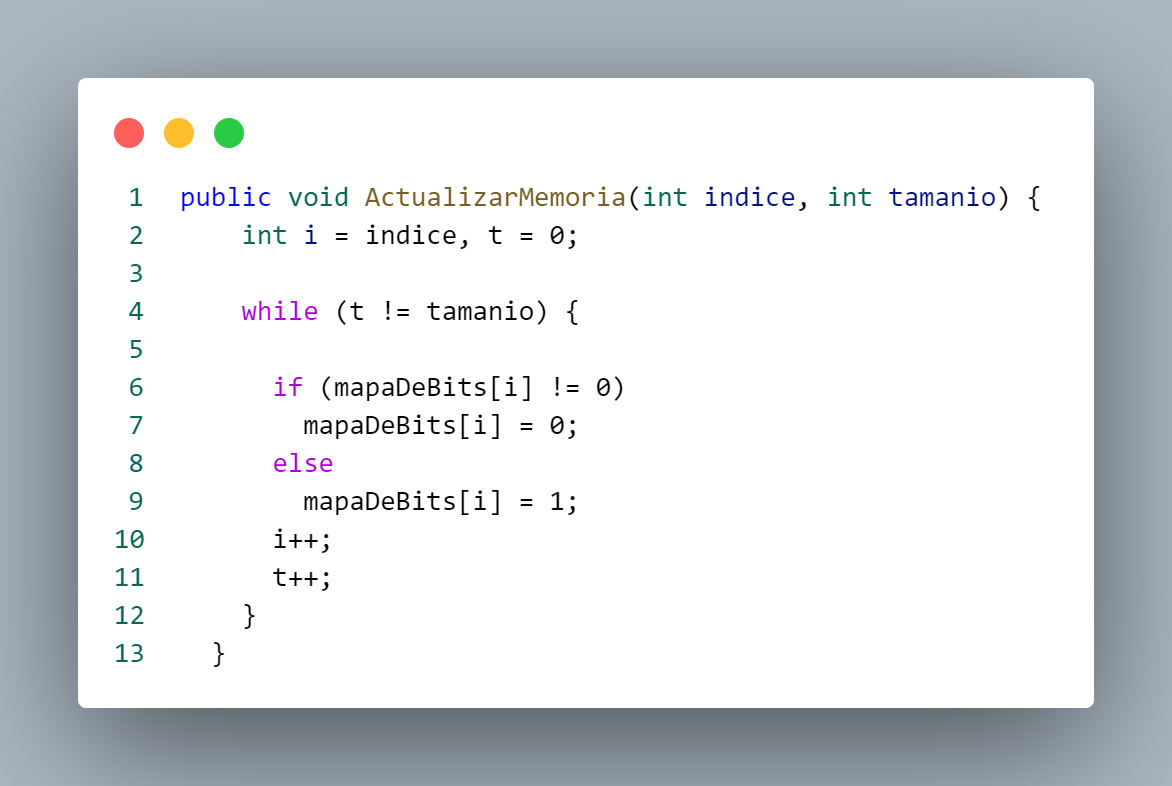 1 public void ActualizarMemoria(int indice, int tamanio) {
2 int i = indice, t = 0;
3
4 while (t != tamanio) {
5
6 if (mapaDeBits[i] != 0)
7 mapaDeBits[i] = 0;
8 else
9 mapaDeBits[i] = 1;
10 i++;
11 t++;
12 }
13 }